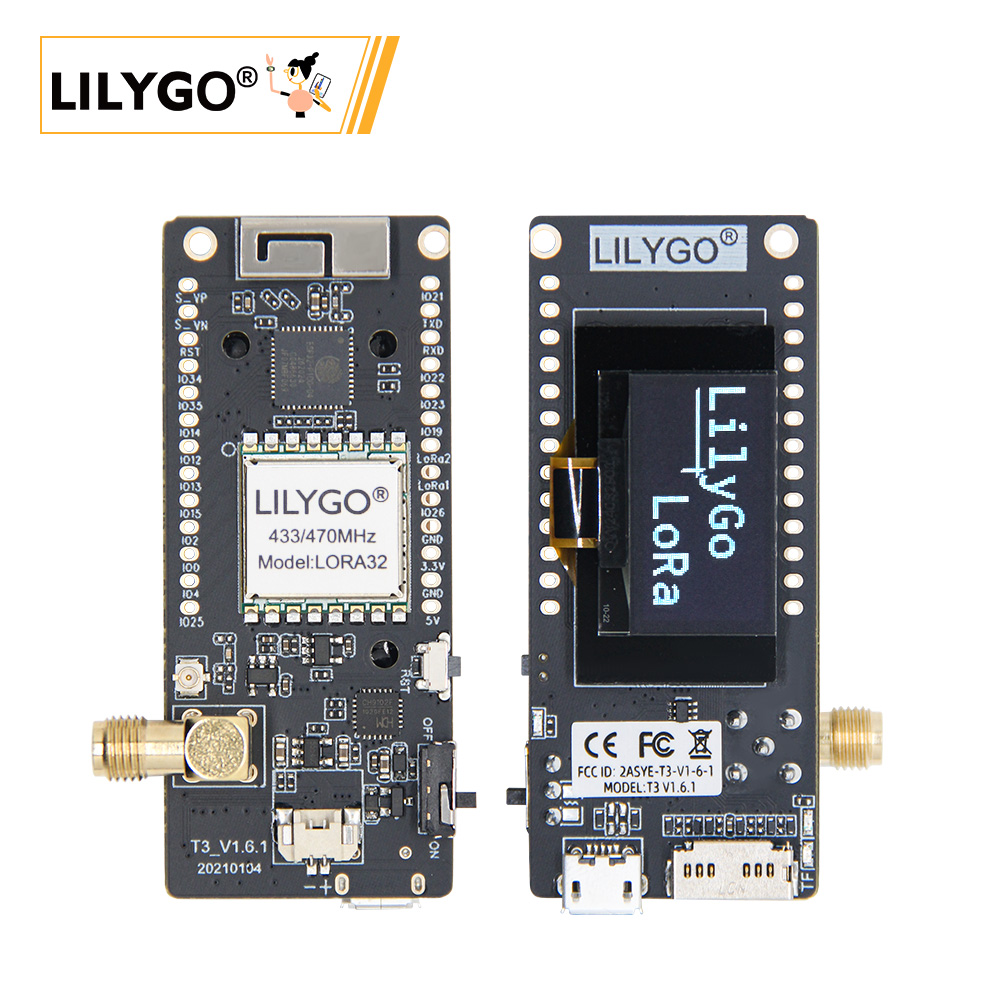 LILYGO®
S_VP
S_VN
RST
IO34
IO35
IO14
IO12
IO13
IO15
IO2
IO0
IO4
IO25
IO21
TXD
RXD
IO22
IO23
IO19
LoRa2
LoRa1
IO26
GND
3.3V
GND
5V
LILYGO®
433/470MHz
Model:LORA32
RST
OFF
ON
T3_V1.6.1
20210104
- +
LILYGO®
LilyGo
LoRa
10-22
CE FC
FCC ID: 2ASYE-T3-V1-6-1
MODEL:T3 V1.6.1
TF